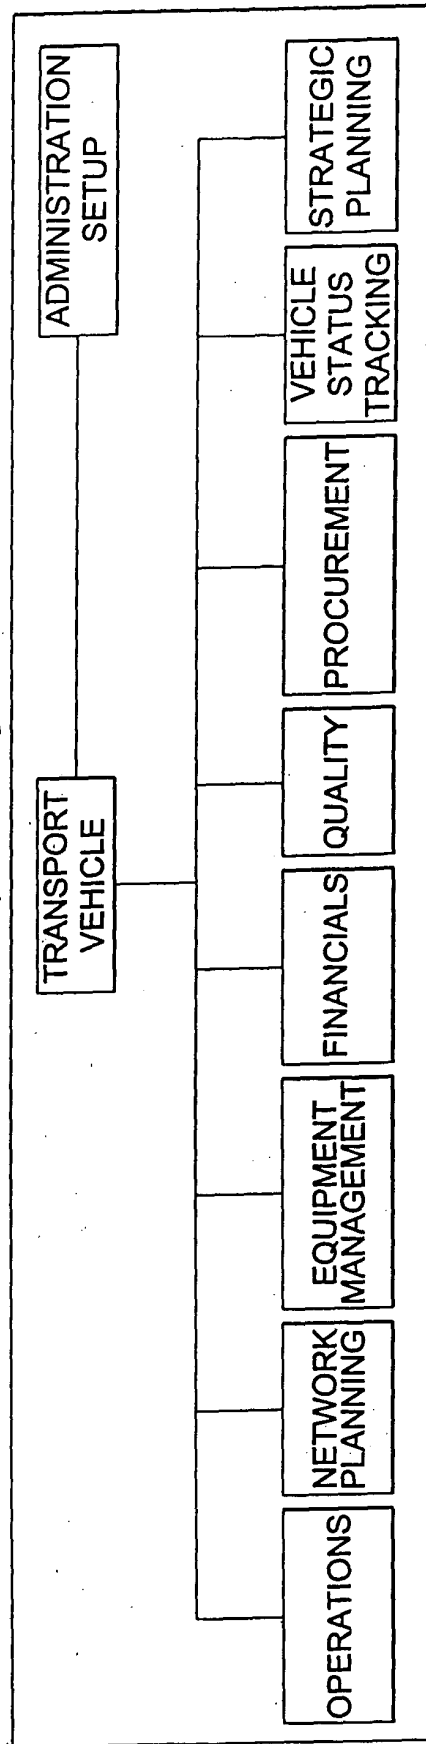 TRANSPORT
VEHICLE
ADMINISTRATION
SETUP
OPERATIONS
NETWORK
PLANNING
EQUIPMENT
MANAGEMENT
FINANCIALS
QUALITY
PROCUREMENT
VEHICLE
STATUS
TRACKING
STRATEGIC
PLANNING